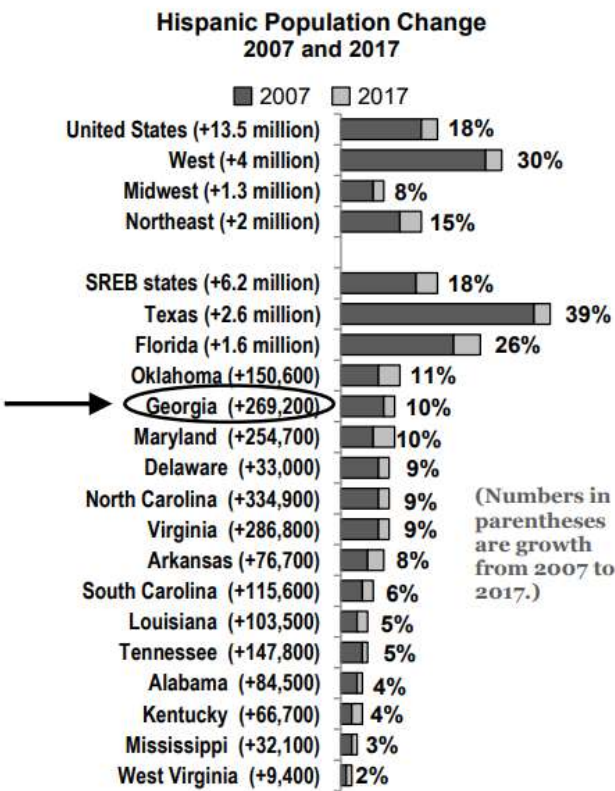 Hispanic Population Change
2007 and 2017
2007 2017
United States (+13.5 million) 18%
West (+4 million) 30%
Midwest (+1.3 million) 8%
Northeast (+2 million) 15%
SREB states (+6.2 million) 18%
Texas (+2.6 million) 39%
Florida (+1.6 million) 26%
Oklahoma (+150,600) 11%
Georgia (+269,200) 10%
Maryland (+254,700) 10%
Delaware (+33,000) 9%
North Carolina (+334,900) 9%
Virginia (+286,800) 9%
Arkansas (+76,700) 8%
South Carolina (+115,600) 6%
Louisiana (+103,500) 5%
Tennessee (+147,800) 5%
Alabama (+84,500) 4%
Kentucky (+66,700) 4%
Mississippi (+32,100) 3%
West Virginia (+9,400) 2%
(Numbers in
parentheses
are growth
from 2007 to
2017.)